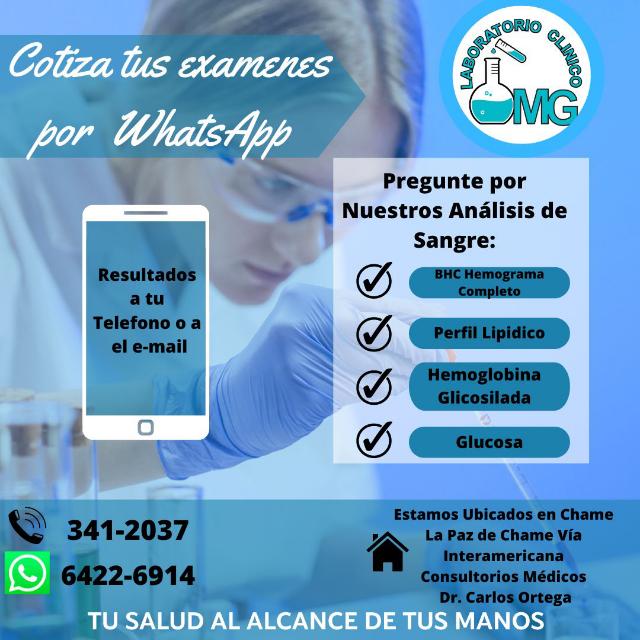 Cotiza tus examenes
por WhatsApp
LABORATORIO CLINICO
OMG
Pregunte por
Nuestros Análisis de
Sangre:
BHC Hemograma
Completo
Perfil Lipidico
Hemoglobina
Glicosilada
Glucosa
Resultados
a tu
Telefono o a
el e-mail
341-2037
6422-6914
Estamos Ubicados en Chame
La Paz de Chame Vía
Interamericana
Consultorios Médicos
Dr. Carlos Ortega
TU SALUD AL ALCANCE DE TUS MANOS